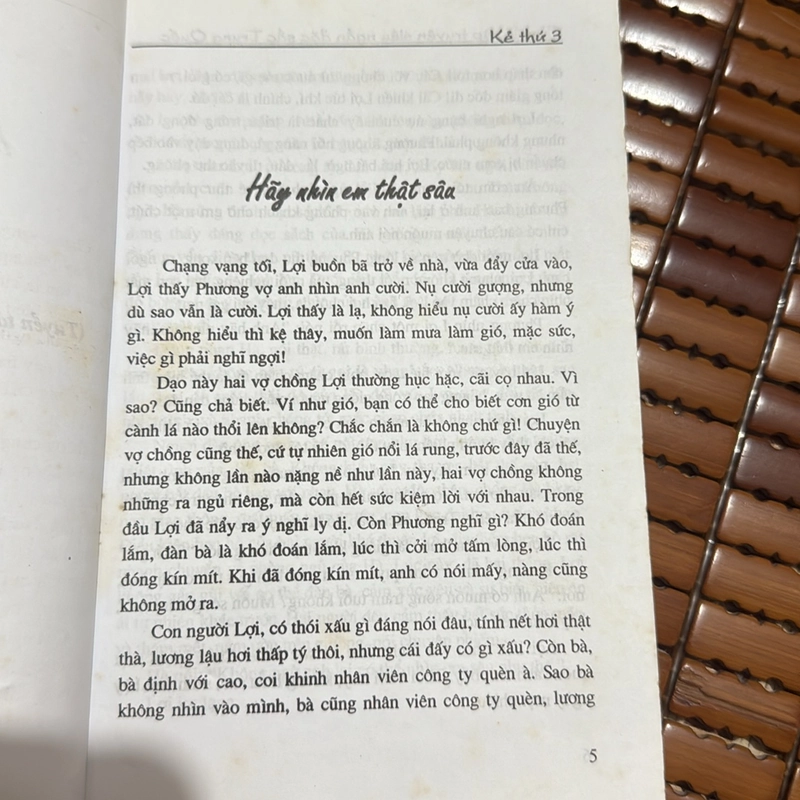 Kẻ thứ 3
Hãy nhìn em thật sâu
Chạng vạng tối, Lợi buồn bã trở về nhà, vừa đẩy cửa vào,
Lợi thấy Phương vợ anh nhìn anh cười. Nụ cười gượng, nhưng
dù sao vẫn là cười. Lợi thấy là lạ, không hiểu nụ cười ấy hàm ý
gì. Không hiểu thì kệ thây, muốn làm mưa làm gió, mặc sức,
việc gì phải nghĩ ngợi!
Dạo này hai vợ chồng Lợi thường hục hặc, cãi cọ nhau. Vì
sao? Cũng chả biết. Ví như gió, bạn có thể cho biết cơn gió từ
cành lá nào thổi lên không? Chắc chắn là không chứ gì! Chuyện
vợ chồng cũng thế, cứ tự nhiên gió nổi lá rung, trước đây đã thế,
nhưng không lần nào nặng nề như lần này, hai vợ chồng không
những ra ngủ riêng, mà còn hết sức kiệm lời với nhau. Trong
đầu Lợi đã nẩy ra ý nghĩ ly dị. Còn Phương nghĩ gì? Khó đoán
lắm, đàn bà là khó đoán lắm, lúc thì cởi mở tấm lòng, lúc thì
đóng kín mít. Khi đã đóng kín mít, anh có nói mấy, nàng cũng
không mở ra.
Con người Lợi, có thói xấu gì đáng nói đâu, tính nết hơi thật
thà, lương lậu hơi thấp tý thôi, nhưng cái đấy có gì xấu? Còn bà,
bà định với cao, coi khinh nhân viên công ty quèn à. Sao bà
không nhìn vào mình, bà cũng nhân viên công ty quèn, lương
5